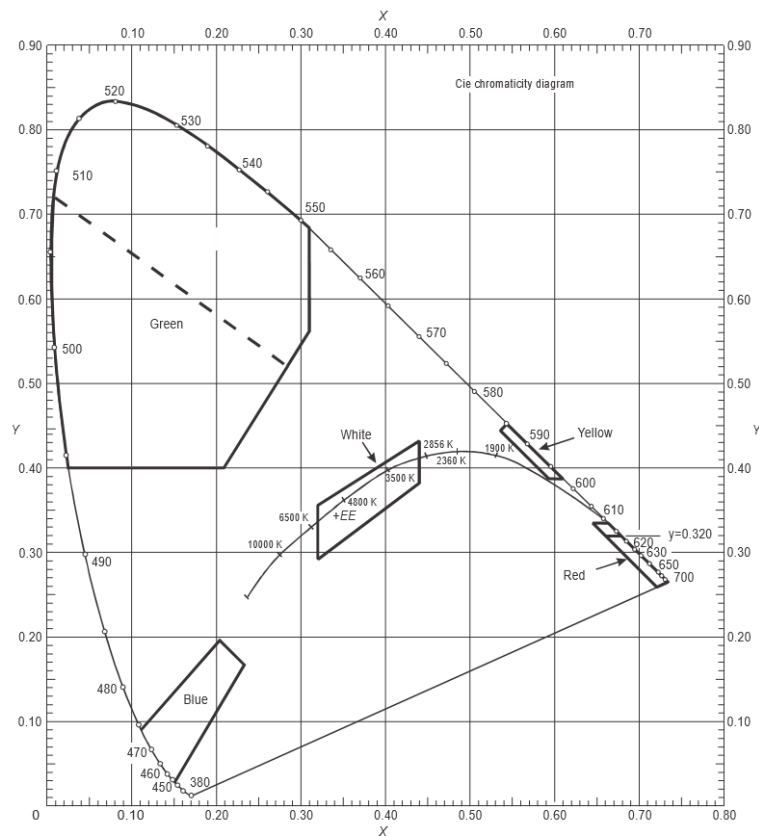 X
0.10 0.20 0.30 0.40 0.50 0.60 0.70
0.90 0.90
Cie chromaticity diagram
520
0.80 530 0.80
540
510
550
0.70 0.70
560
0.60 Green 0.60
570
500
0.50 0.50
580
Y White 2856 K 590 Yellow Y
1900 K
2360 K
0.40 3500 K 600 0.40
4800 K
6500 K +EE 610
10000 K 620 y=0.320
0.30 630 0.30
490 650
Red 700
0.20 0.20
480 Blue
0.10 0.10
470
460
450 380
0 0.10 0.20 0.30 0.40 0.50 0.60 0.70 0.80
X